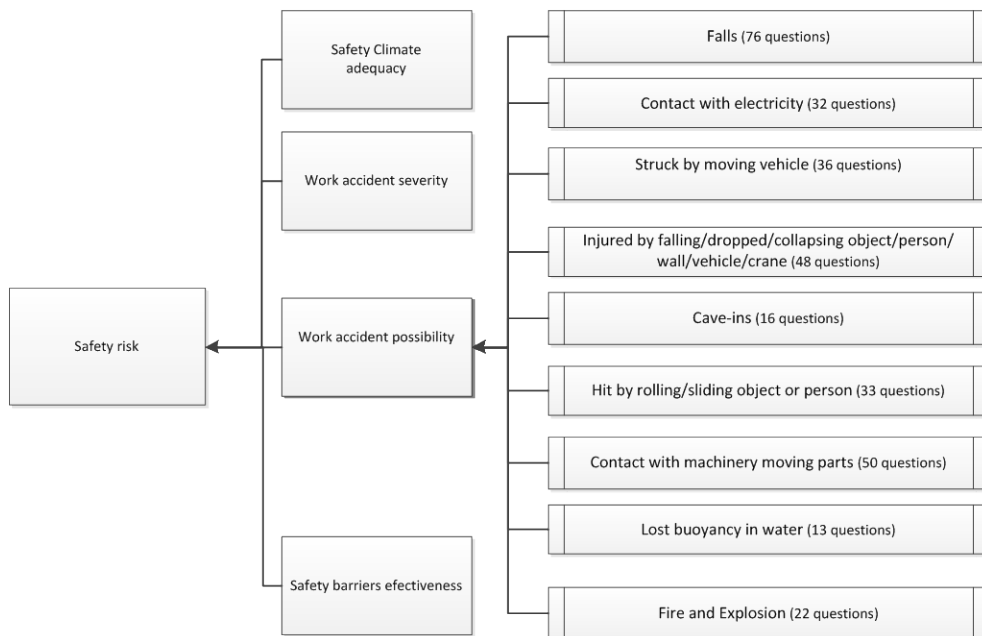 Safety risk
Safety Climate
adequacy
Work accident severity
Work accident possibility
Safety barriers efectiveness
Falls (76 questions)
Contact with electricity (32 questions)
Struck by moving vehicle (36 questions)
Injured by falling/dropped/collapsing object/person/
wall/vehicle/crane (48 questions)
Cave-ins (16 questions)
Hit by rolling/sliding object or person (33 questions)
Contact with machinery moving parts (50 questions)
Lost buoyancy in water (13 questions)
Fire and Explosion (22 questions)